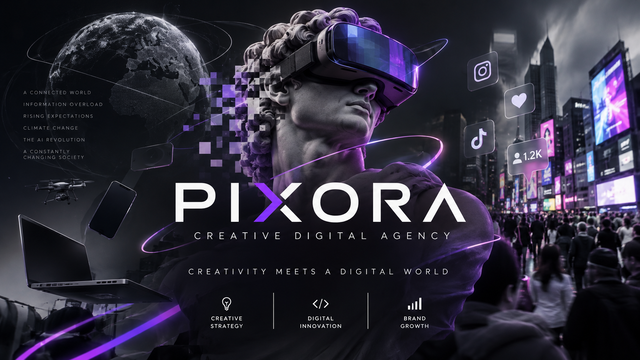 A CONNECTED WORLD
INFORMATION OVERLOAD
RISING EXPECTATIONS
CLIMATE CHANGE
THE AI REVOLUTION
A CONSTANTLY
CHANGING SOCIETY
1.2K
PIXORA
CREATIVE DIGITAL AGENCY
CREATIVITY MEETS A DIGITAL WORLD
CREATIVE
STRATEGY
DIGITAL
INNOVATION
BRAND
GROWTH